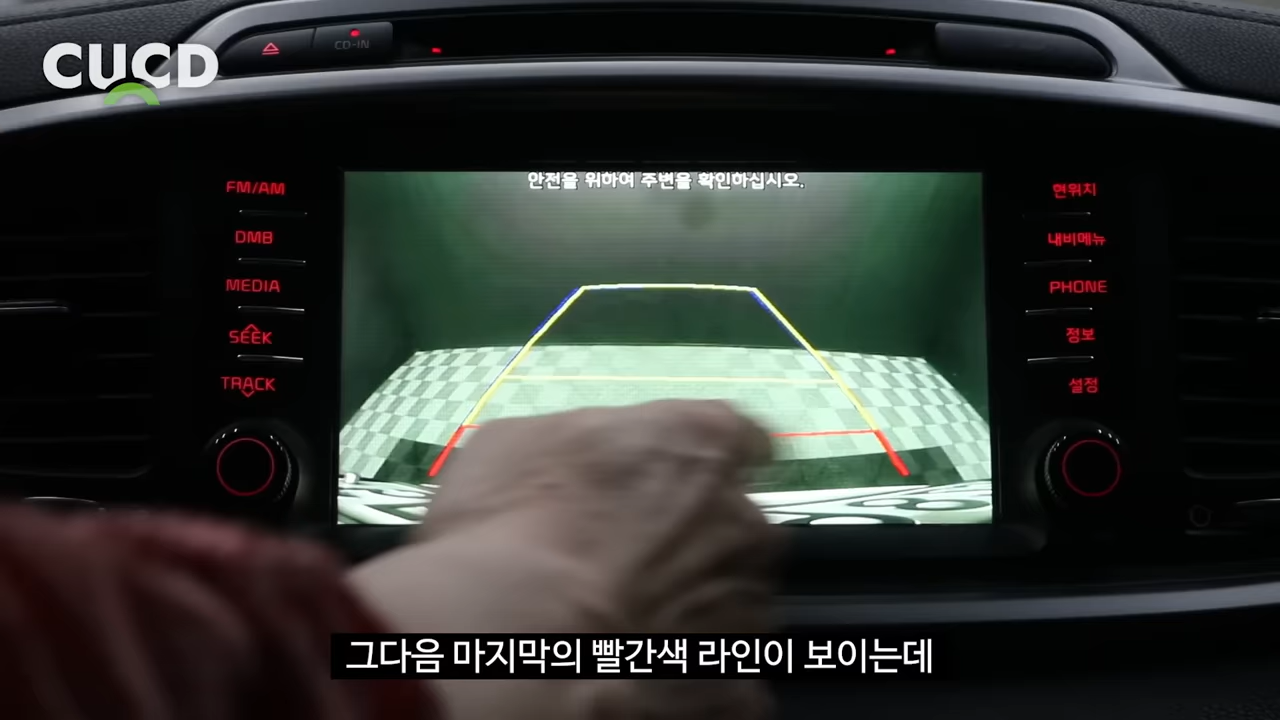 CUCD
CD-IN
안전을 위하여 주변을 확인하십시오.
FM/AM
DMB
MEDIA
SEEK
TRACK
현위치
내비메뉴
PHONE
정보
설정
그다음 마지막의 빨간색 라인이 보이는데